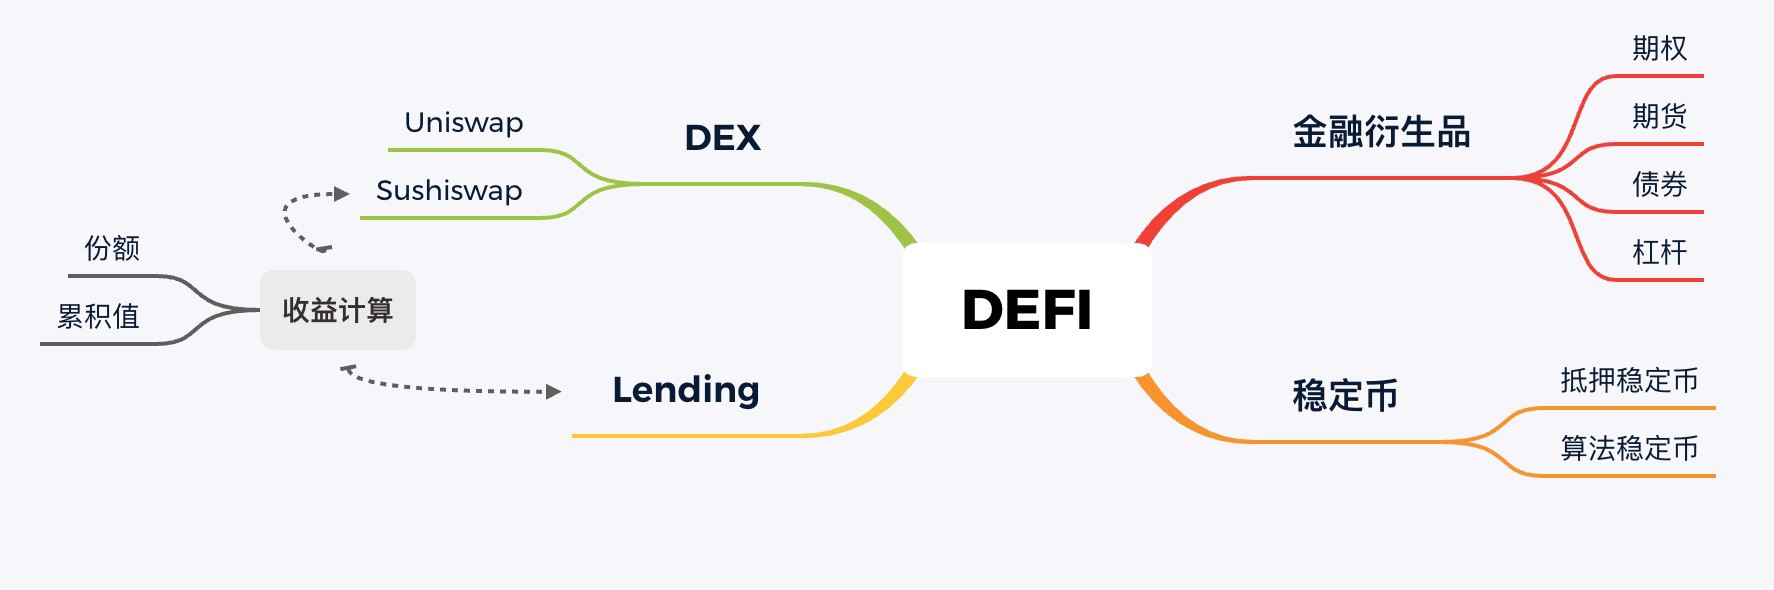 DEFI
DEX
Uniswap
Sushiswap
收益计算
份额
累积值
Lending
金融衍生品
期权
期货
债券
杠杆
稳定币
抵押稳定币
算法稳定币